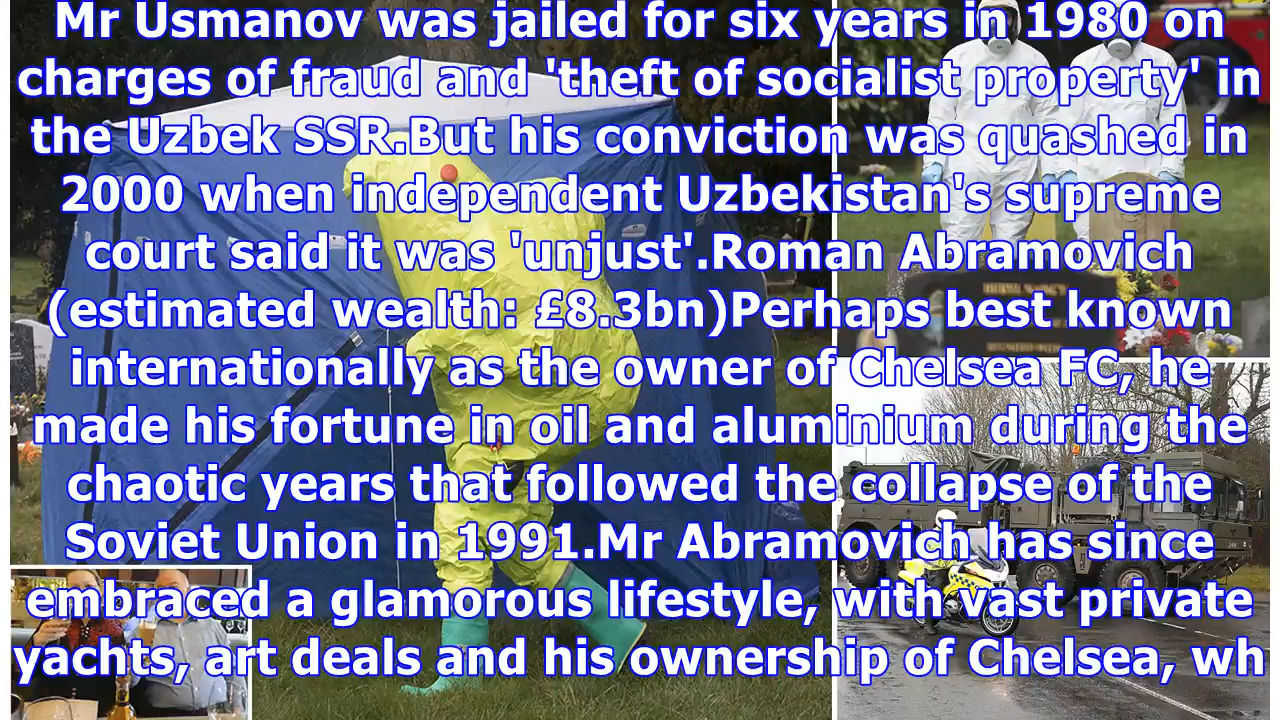 Mr Usmanov was jailed for six years in 1980 on
charges of fraud and 'theft of socialist property' in
the Uzbek SSR.But his conviction was quashed in
2000 when independent Uzbekistan's supreme
court said it was 'unjust'.Roman Abramovich
(estimated wealth: £8.3bn)Perhaps best known
internationally as the owner of Chelsea FC, he
made his fortune in oil and aluminium during the
chaotic years that followed the collapse of the
Soviet Union in 1991.Mr Abramovich has since
embraced a glamorous lifestyle, with vast private
yachts, art deals and his ownership of Chelsea, wh